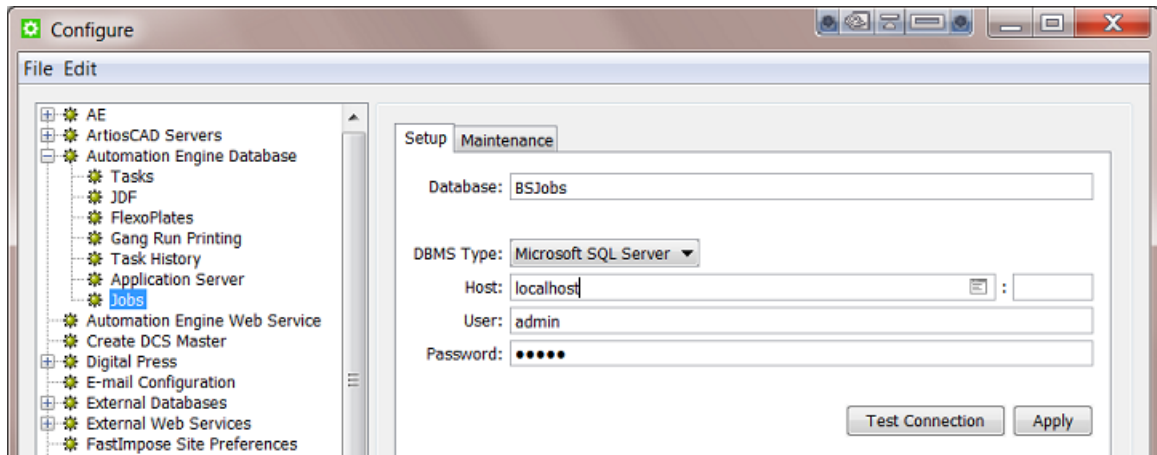 Configure
File Edit
AE
ArtiosCAD Servers
Automation Engine Database
Tasks
JDF
FlexoPlates
Gang Run Printing
Task History
Application Server
Jobs
Automation Engine Web Service
Create DCS Master
Digital Press
E-mail Configuration
External Databases
External Web Services
FastImpose Site Preferences
Setup Maintenance
Database: BSJobs
DBMS Type: Microsoft SQL Server
Host: localhost :
User: admin
Password: •••••
Test Connection Apply